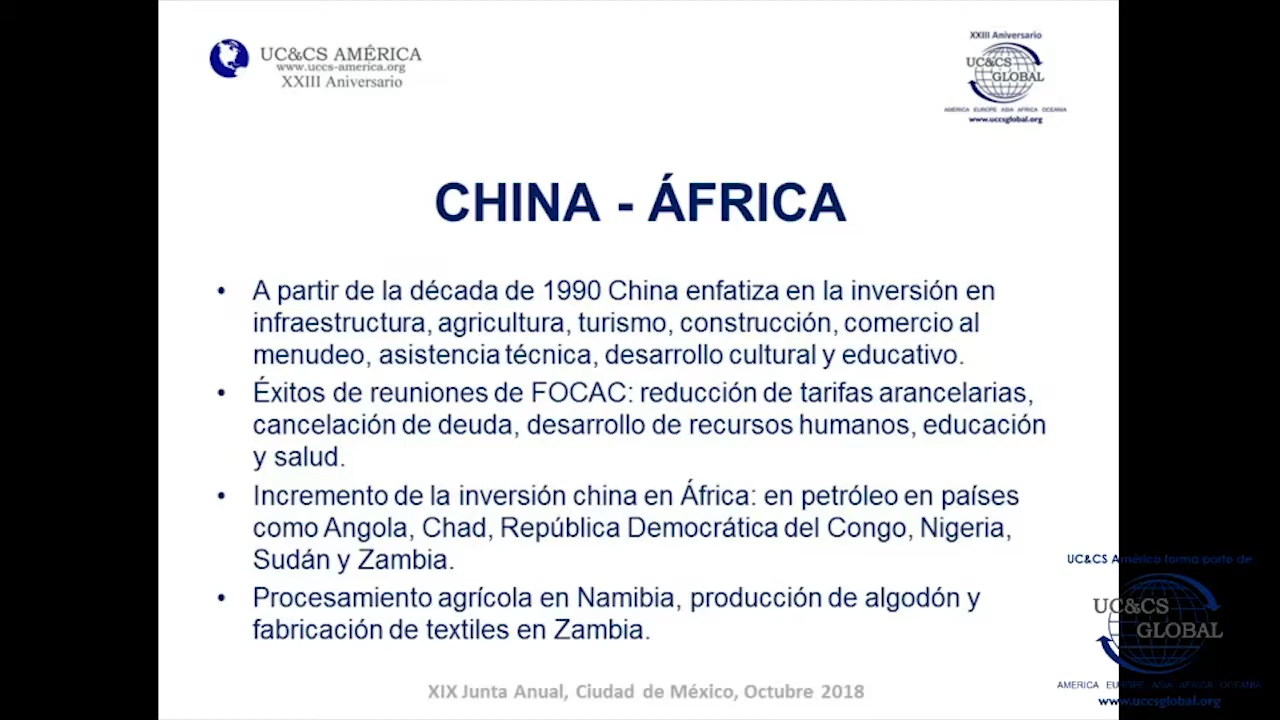 UC&CS AMÉRICA
www.uccs-america.org
XXIII Aniversario
XXIII Aniversario
UC&CS
GLOBAL
AMÉRICA EUROPE ASIA AFRICA OCEANIA
www.uccsglobal.org
CHINA - ÁFRICA
• A partir de la década de 1990 China enfatiza en la inversión en
infraestructura, agricultura, turismo, construcción, comercio al
menudeo, asistencia técnica, desarrollo cultural y educativo.
• Éxitos de reuniones de FOCAC: reducción de tarifas arancelarias,
cancelación de deuda, desarrollo de recursos humanos, educación
y salud.
• Incremento de la inversión china en África: en petróleo en países
como Angola, Chad, República Democrática del Congo, Nigeria,
Sudán y Zambia.
• Procesamiento agrícola en Namibia, producción de algodón y
fabricación de textiles en Zambia.
XIX Junta Anual, Ciudad de México, Octubre 2018
UC&CS América forma parte de
UC&CS
GLOBAL
AMERICA EUROPE ASIA AFRICA OCEANIA
www.uccsglobal.org